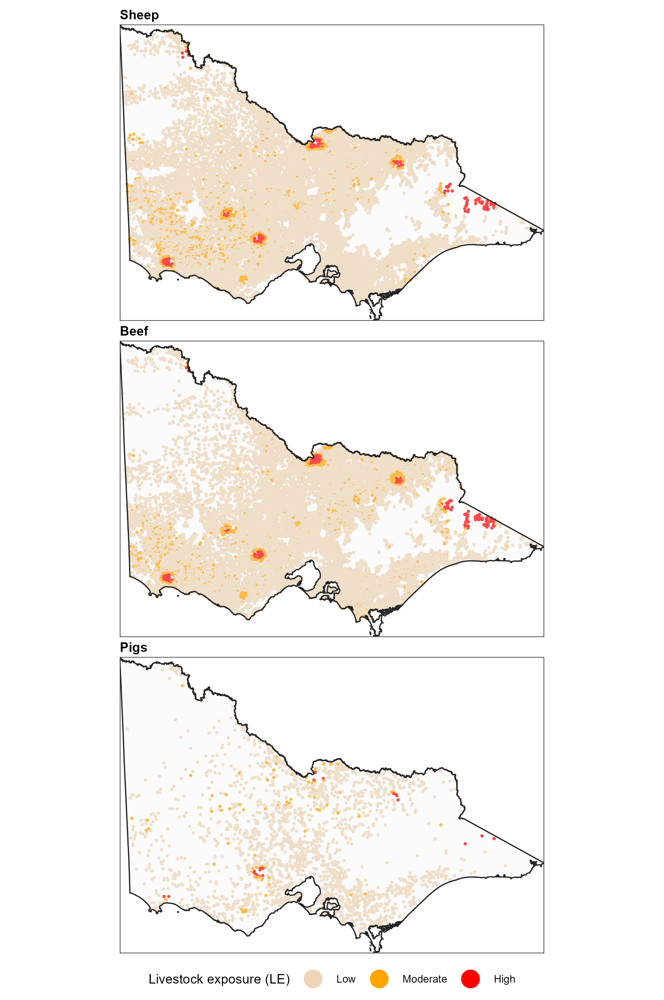 Sheep
Beef
Pigs
Livestock exposure (LE) Low Moderate High